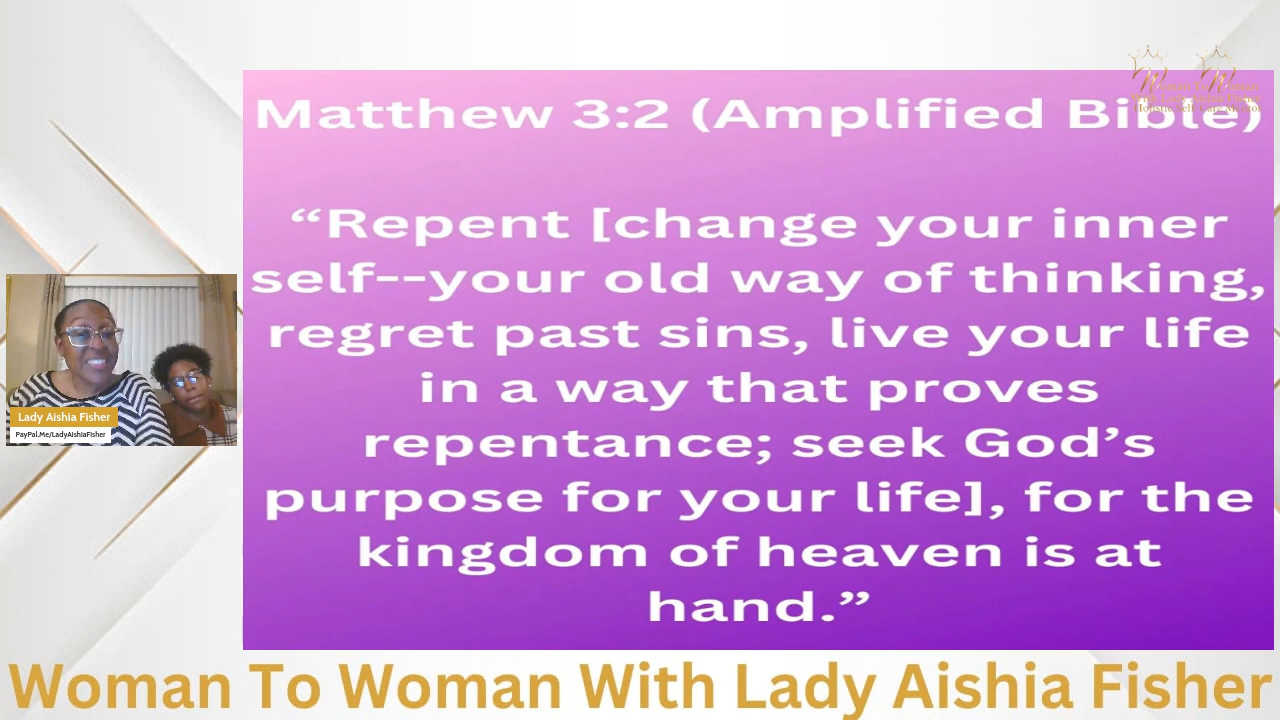 Matthew 3:2 (Amplified Bible)
“Repent [change your inner
self--your old way of thinking,
regret past sins, live your life
in a way that proves
repentance; seek God’s
purpose for your life], for the
kingdom of heaven is at
hand.”
Lady Aishia Fisher
PayPal.Me/LadyAishiaFisher
Woman To Woman With Lady Aishia Fisher